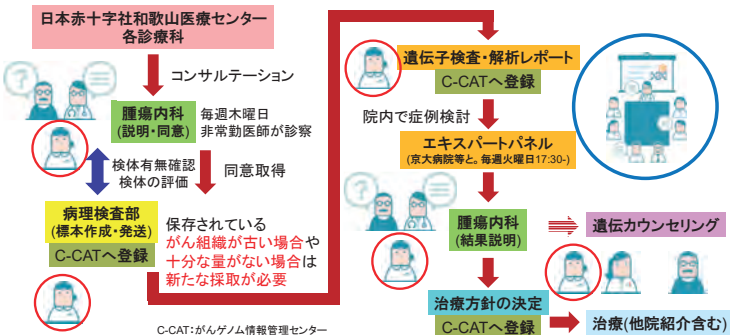 日本赤十字社和歌山医療センター
各診療科
コンサルテーション
腫瘍内科
(説明・同意)
毎週木曜日
非常勤医師が診察
検体有無確認
検体の評価
同意取得
病理検査部
(標本作成・発送)
C-CATへ登録
保存されている
がん組織が古い場合や
十分な量がない場合は
新たな採取が必要
C-CAT:がんゲノム情報管理センター
遺伝子検査・解析レポート
C-CATへ登録
院内で症例検討
エキスパートパネル
(京大病院等と。毎週火曜日17:30-)
腫瘍内科
(結果説明)
遺伝カウンセリング
治療方針の決定
C-CATへ登録
治療(他院紹介含む)